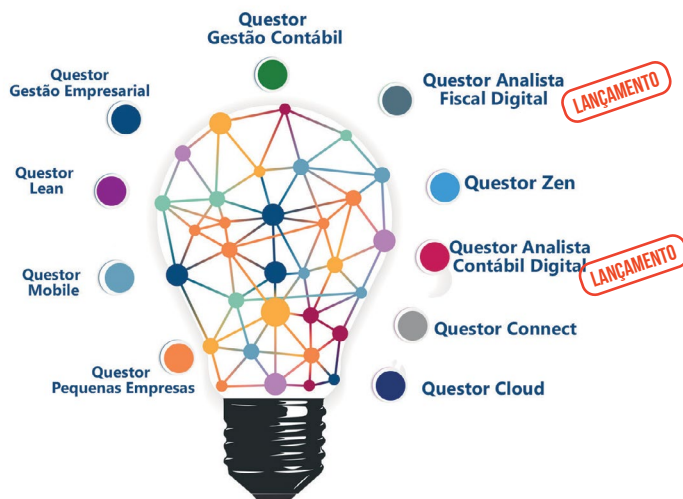 Questor
Gestão Contábil
Questor
Gestão Empresarial
Questor Analista
Fiscal Digital
LANÇAMENTO
Questor
Lean
Questor Zen
Questor Analista
Contábil Digital
LANÇAMENTO
Questor
Mobile
Questor Connect
Questor
Pequenas Empresas
Questor Cloud